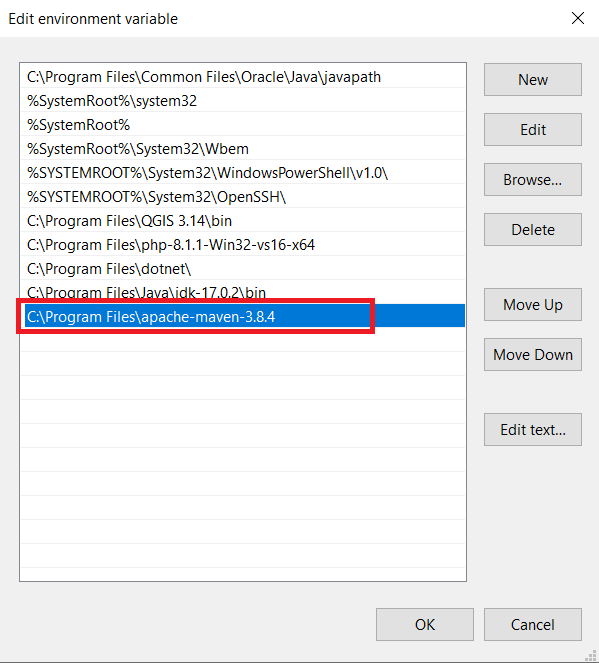 Edit environment variable
C:\Program Files\Common Files\Oracle\Java\javapath
%SystemRoot%\system32
%SystemRoot%
%SystemRoot%\System32\Wbem
%SYSTEMROOT%\System32\WindowsPowerShell\v1.0\
%SYSTEMROOT%\System32\OpenSSH\
C:\Program Files\QGIS 3.14\bin
C:\Program Files\php-8.1.1-Win32-vs16-x64
C:\Program Files\dotnet\
C:\Program Files\Java\jdk-17.0.2\bin
C:\Program Files\apache-maven-3.8.4
New
Edit
Browse...
Delete
Move Up
Move Down
Edit text...
OK
Cancel